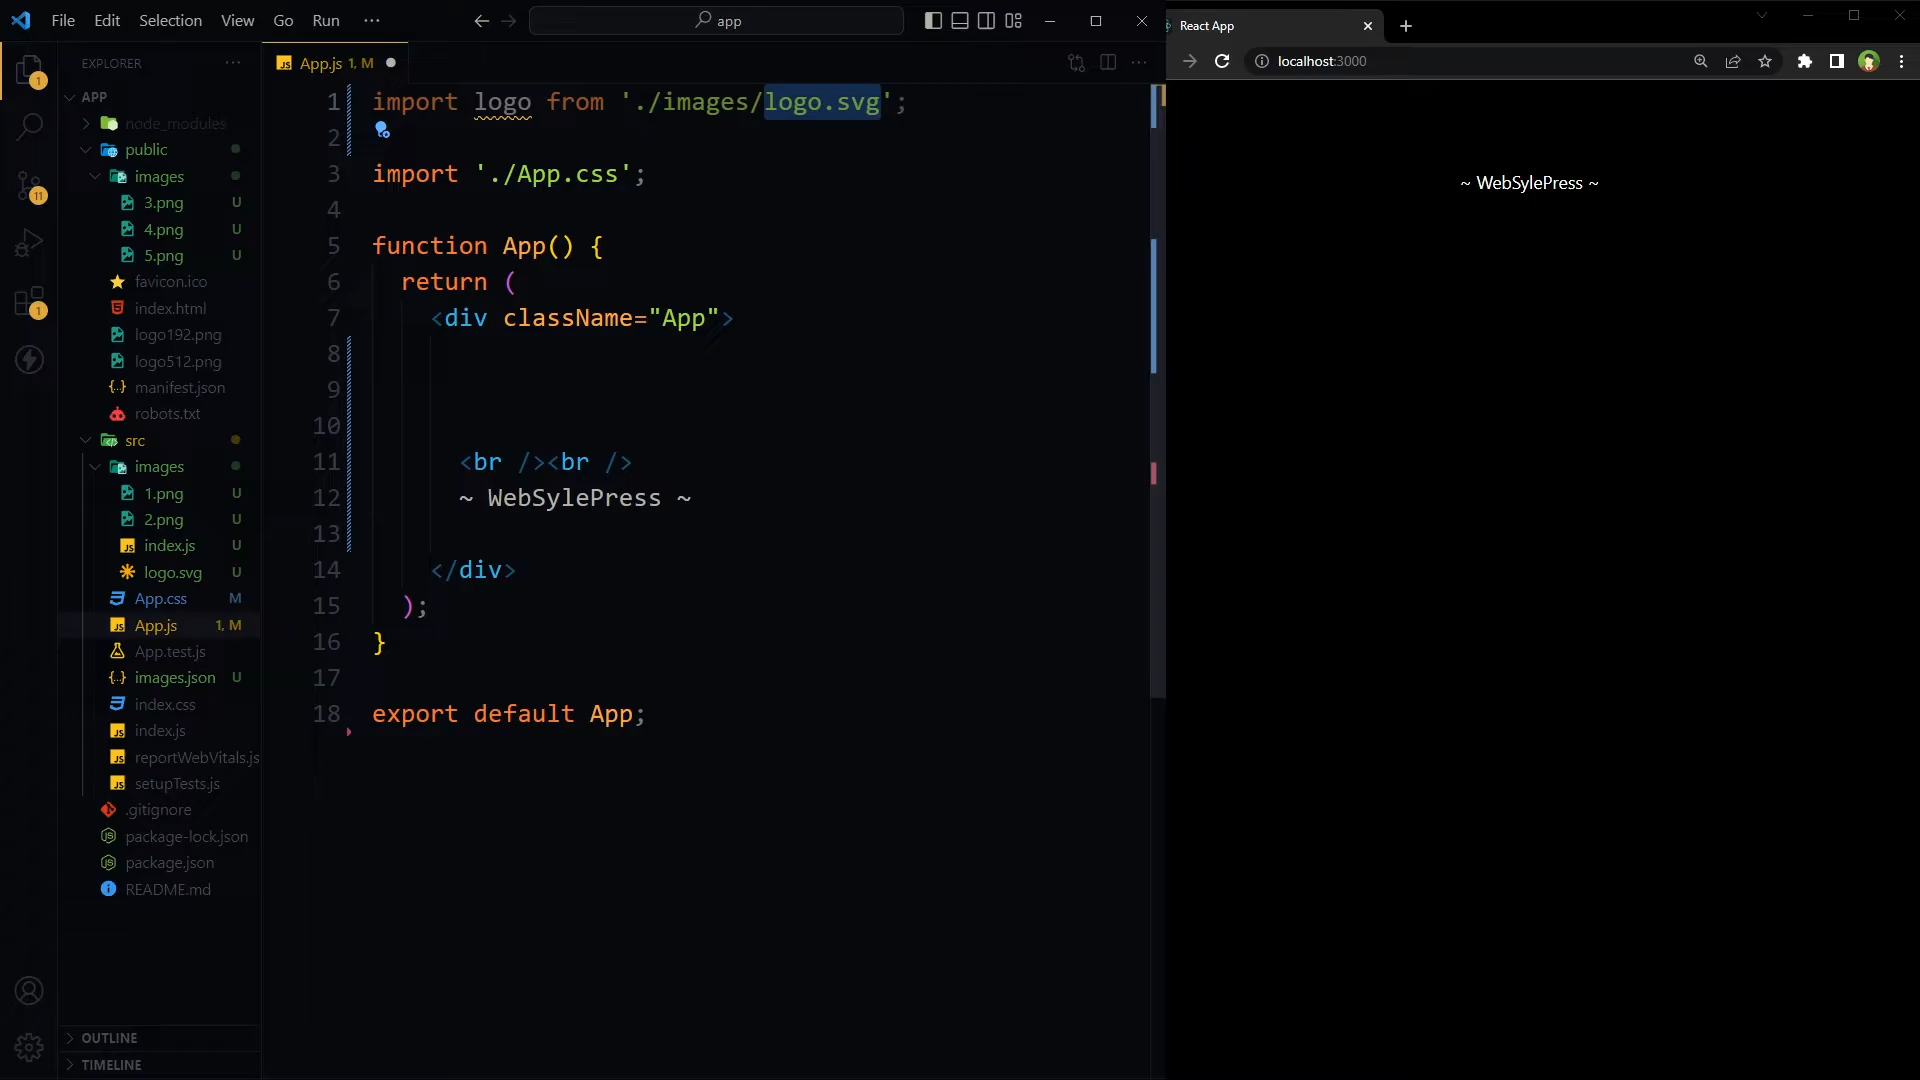 File Edit Selection View Go Run ···
app
React App
localhost:3000
EXPLORER
App.js 1, M
APP
node_modules
public
images
3.png U
4.png U
5.png U
favicon.ico
index.html
logo192.png
logo512.png
manifest.json
robots.txt
src
images
1.png U
2.png U
index.js U
logo.svg U
App.css M
App.js 1, M
App.test.js
images.json U
index.css
index.js
reportWebVitals.js
setupTests.js
.gitignore
package-lock.json
package.json
README.md
OUTLINE
TIMELINE
1
11
1
1 import logo from './images/logo.svg';
2
3 import './App.css';
4
5 function App() {
6 return (
7 <div className="App">
8
9
10
11 <br /><br />
12 ~ WebSylePress ~
13
14 </div>
15 );
16 }
17
18 export default App;
~ WebSylePress ~